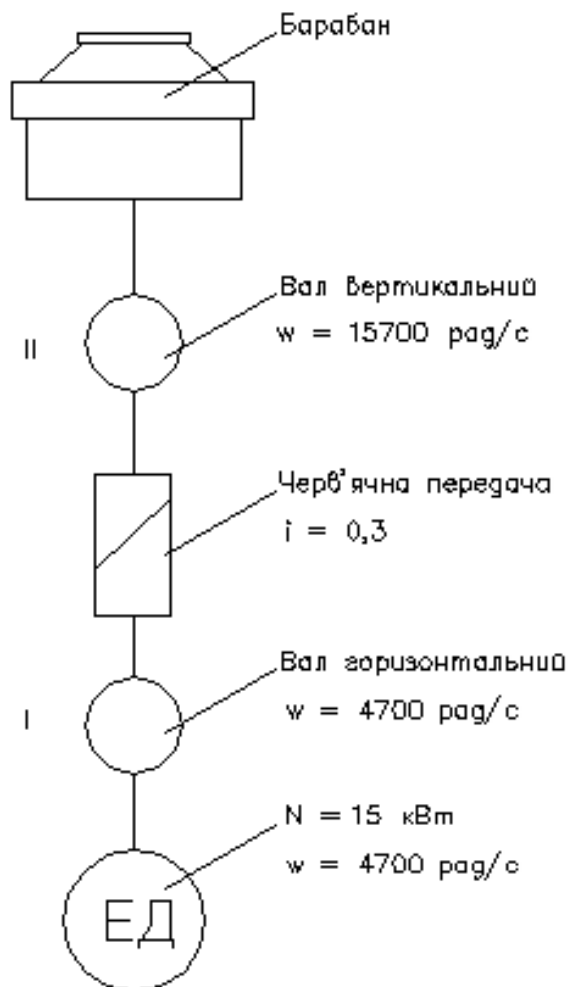 Барабан
Вал вертикальний
w = 15700 рад/с
II
Черв'ячна передача
i = 0,3
Вал горизонтальний
w = 4700 рад/с
I
N = 15 кВт
w = 4700 рад/с
ЕД